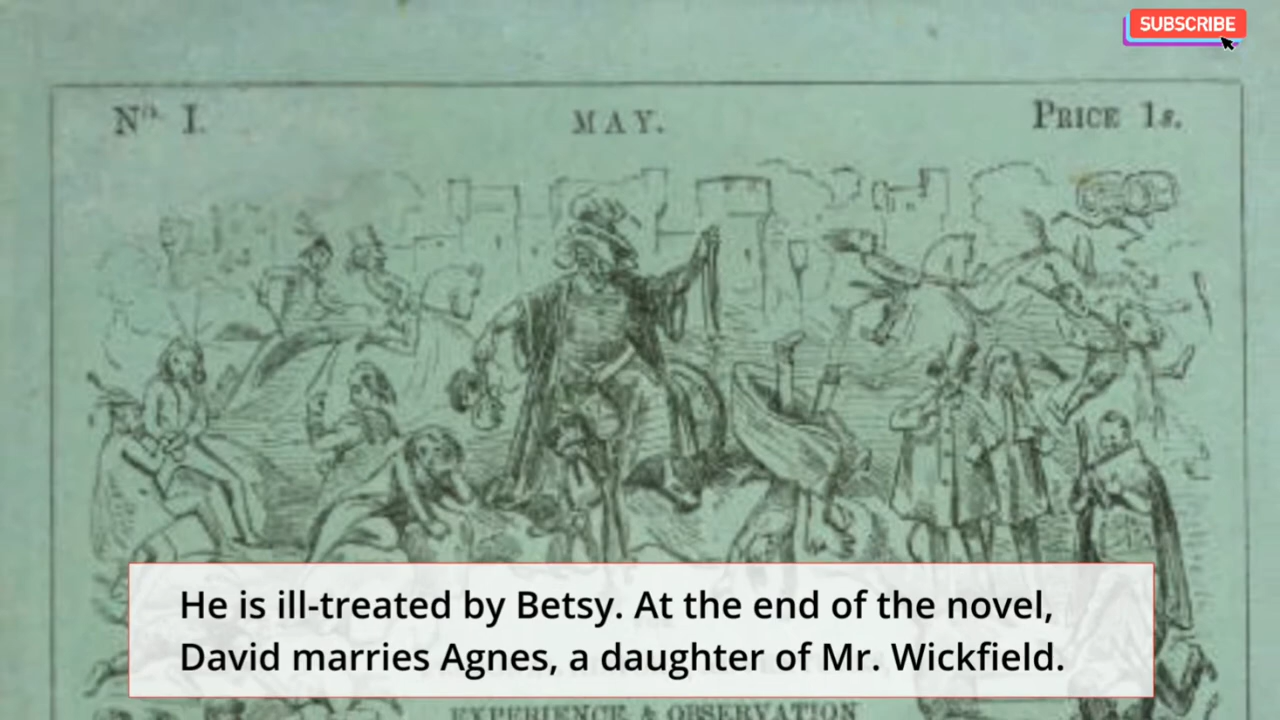 SUBSCRIBE
No. I.
MAY.
PRICE 1s.
He is ill-treated by Betsy. At the end of the novel,
David marries Agnes, a daughter of Mr. Wickfield.
EXPERIENCE & OBSERVATION